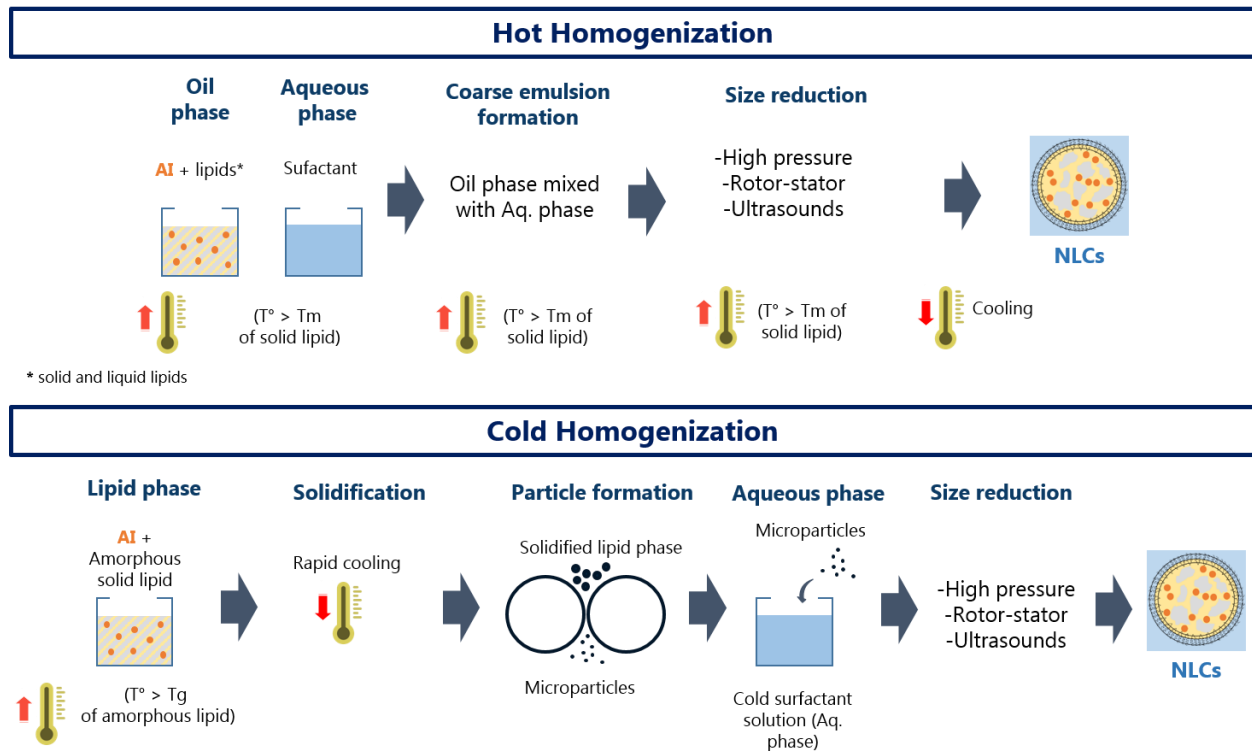 Hot Homogenization
Oil
phase
Aqueous
phase
Coarse emulsion
formation
Size reduction
AI + lipids*
Sufactant
Oil phase mixed
with Aq. phase
-High pressure
-Rotor-stator
-Ultrasounds
NLCs
(T° > Tm
of solid lipid)
(T° > Tm of
solid lipid)
(T° > Tm of
solid lipid)
Cooling
* solid and liquid lipids
Cold Homogenization
Lipid phase
Solidification
Particle formation
Aqueous phase
Size reduction
AI +
Amorphous
solid lipid
Rapid cooling
Solidified lipid phase
Microparticles
Microparticles
-High pressure
-Rotor-stator
-Ultrasounds
NLCs
(T° > Tg
of amorphous lipid)
Cold surfactant
solution (Aq.
phase)